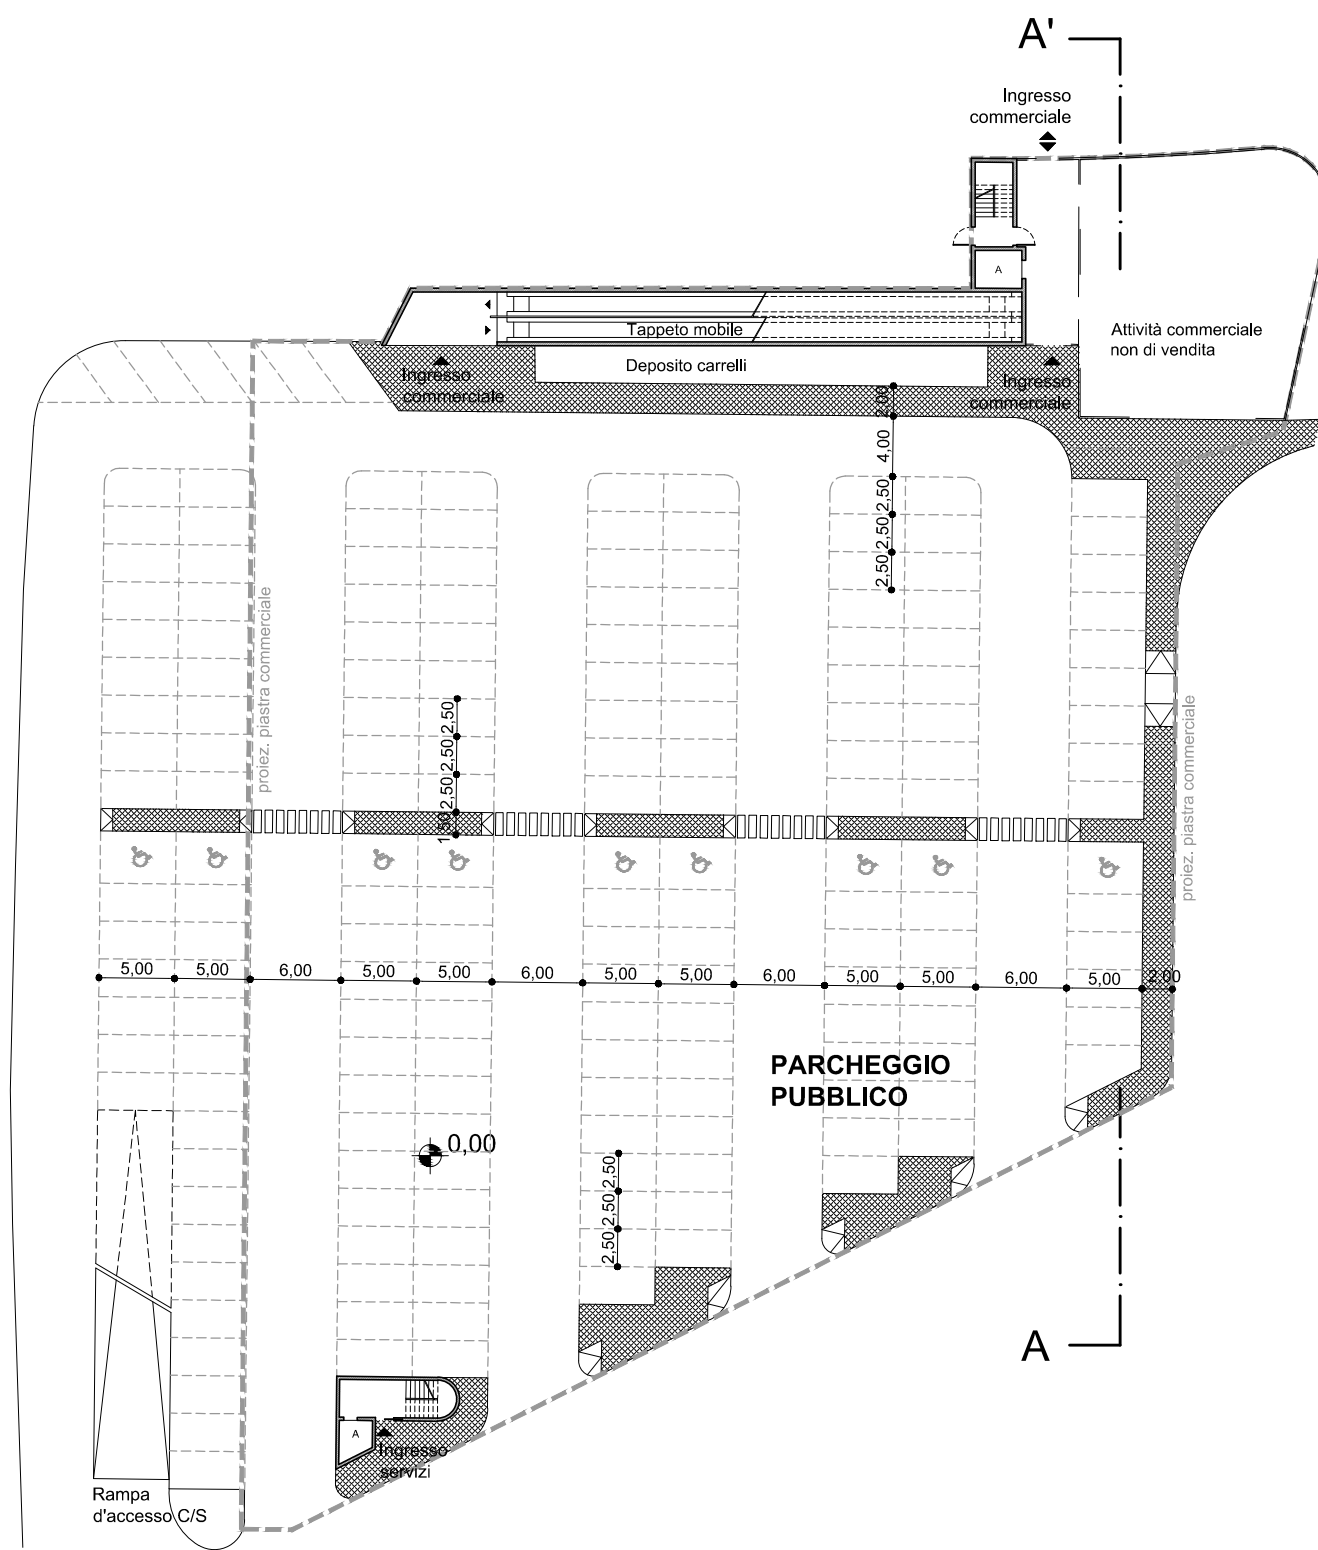 A'
Ingresso
commerciale
A
Tappeto mobile
Attività commerciale
non di vendita
Deposito carrelli
Ingresso
commerciale
Ingresso
commerciale
2,00
4,00
2,50
2,50
2,50
proiez. piastra commerciale
2,50
2,50
2,50
1,50
proiez. piastra commerciale
5,00 5,00 6,00 5,00 5,00 6,00 5,00 5,00 6,00 5,00 5,00 6,00 5,00 2,00
PARCHEGGIO
PUBBLICO
0,00
2,50
2,50
2,50
A
A
Ingresso
servizi
Rampa
d'accesso C/S